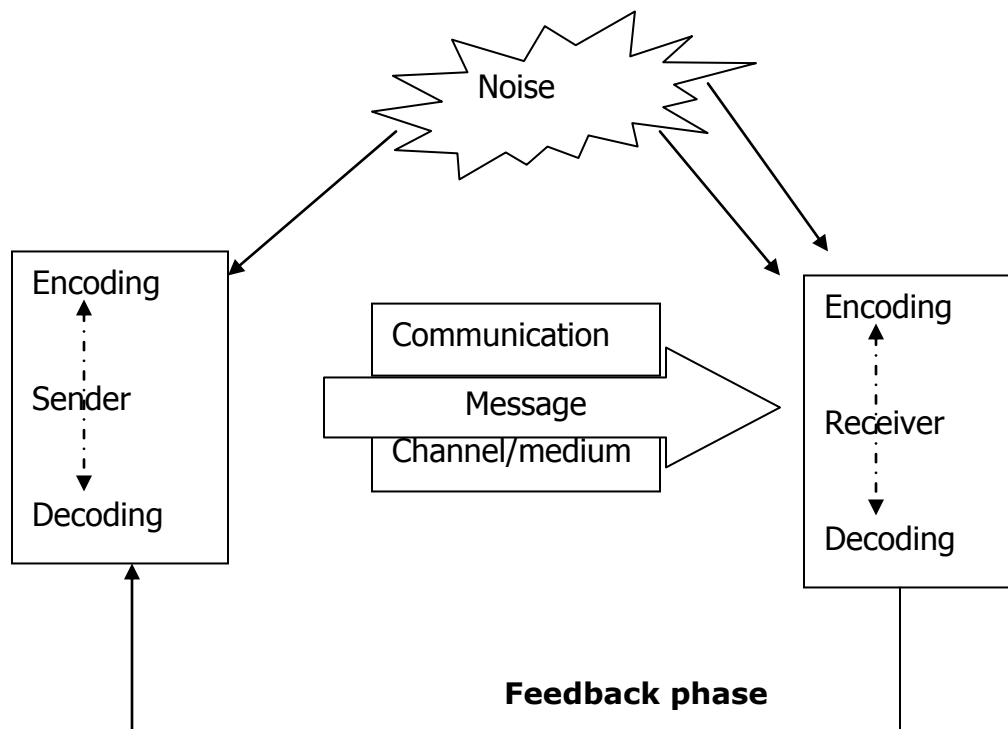 Noise
Encoding
Sender
Decoding
Communication
Message
Channel/medium
Encoding
Receiver
Decoding
Feedback phase